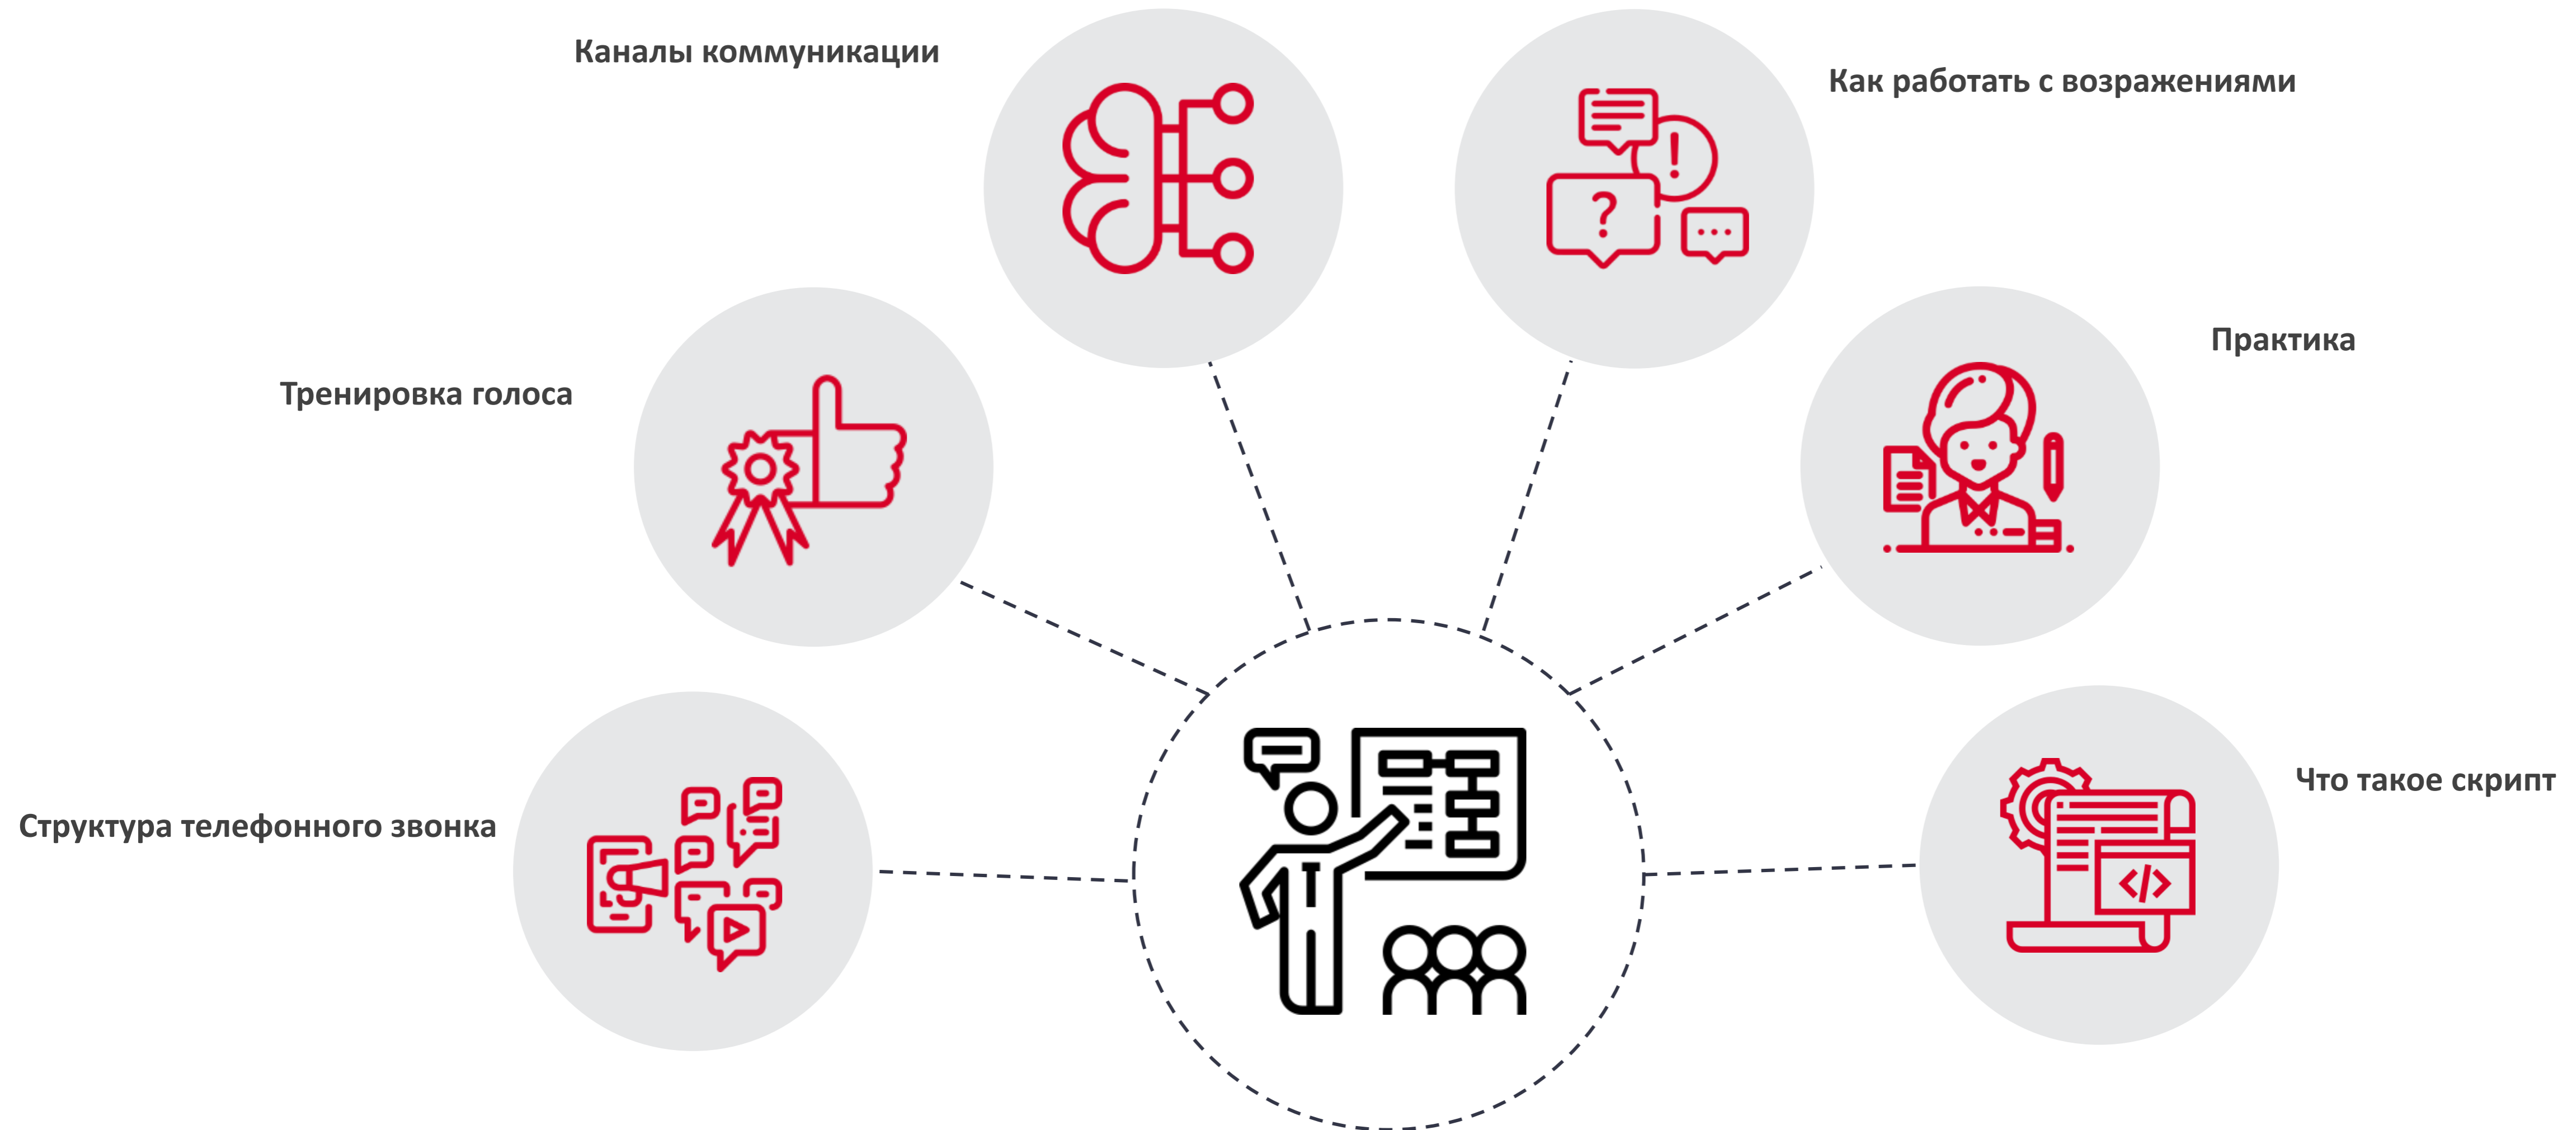 Каналы коммуникации
Как работать с возражениями
Практика
Тренировка голоса
Что такое скрипт
Структура телефонного звонка